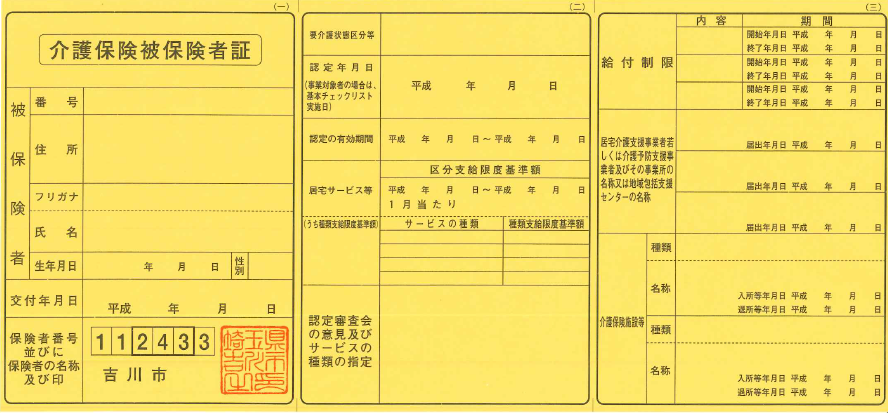 (一)
介護保険被保険者証
被保険者
番号
住所
フリガナ
氏名
生年月日 年 月 日 性別
交付年月日 平成 年 月 日
保険者番号
並びに
保険者の名称
及び印
112433
吉川市
(二)
要介護状態区分等
認定年月日
(事業対象者の場合は、
基本チェックリスト
実施日)
平成 年 月 日
認定の有効期間 平成 年 月 日～平成 年 月 日
居宅サービス等
区分支給限度基準額
平成 年 月 日～平成 年 月 日
1月当たり
(うち種類支給限度基準額) サービスの種類 種類支給限度基準額
認定審査会
の意見及び
サービスの
種類の指定
(三)
内容 期間
給付制限
開始年月日 平成 年 月 日
終了年月日 平成 年 月 日
開始年月日 平成 年 月 日
終了年月日 平成 年 月 日
開始年月日 平成 年 月 日
終了年月日 平成 年 月 日
居宅介護支援事業者若
しくは介護予防支援事
業者及びその事業所の
名称又は地域包括支援
センターの名称
届出年月日 平成 年 月 日
届出年月日 平成 年 月 日
届出年月日 平成 年 月 日
介護保険施設等
種類
名称
入所等年月日 平成 年 月 日
退所等年月日 平成 年 月 日
種類
名称
入所等年月日 平成 年 月 日
退所等年月日 平成 年 月 日